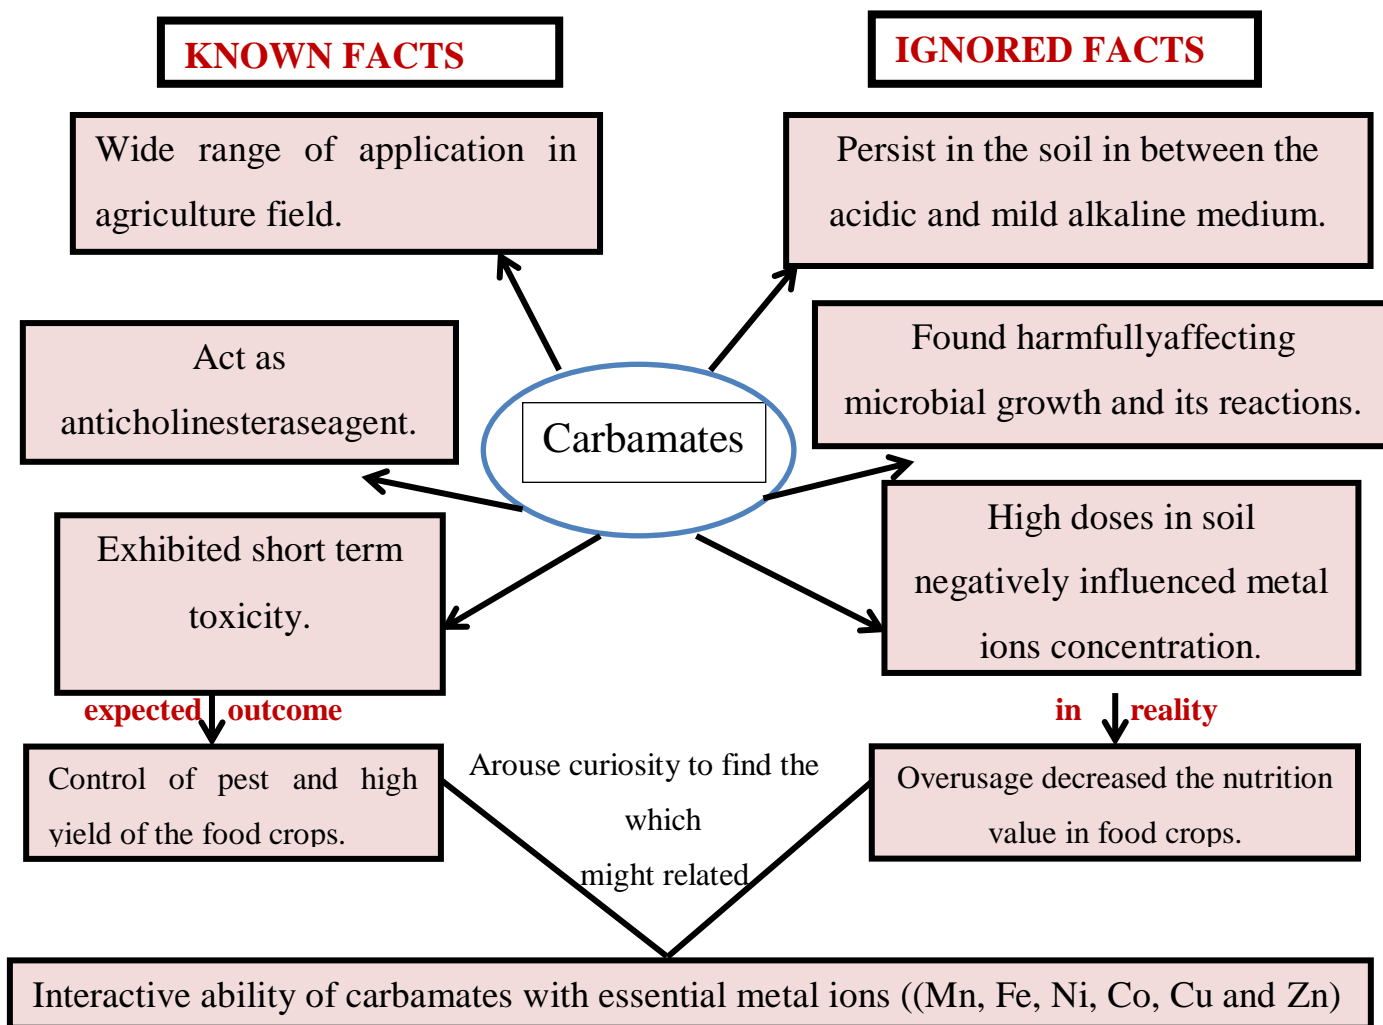 KNOWN FACTS
IGNORED FACTS
Wide range of application in
agriculture field.
Persist in the soil in between the
acidic and mild alkaline medium.
Act as
anticholinesteraseagent.
Found harmfullyaffecting
microbial growth and its reactions.
Carbamates
Exhibited short term
toxicity.
High doses in soil
negatively influenced metal
ions concentration.
expected outcome
in reality
Control of pest and high
yield of the food crops.
Arouse curiosity to find the
which
might related
Overusage decreased the nutrition
value in food crops.
Interactive ability of carbamates with essential metal ions ((Mn, Fe, Ni, Co, Cu and Zn)